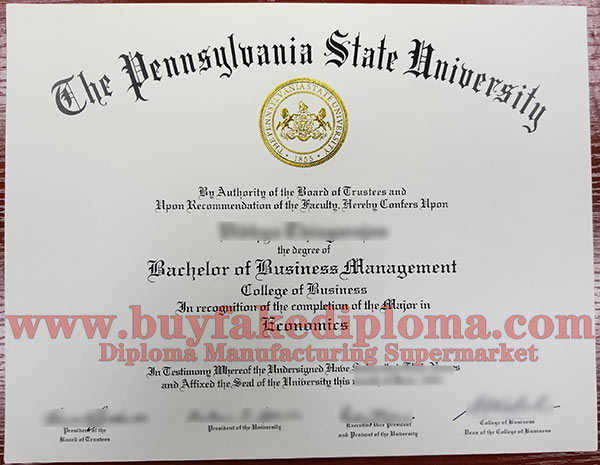 The Pennsylvania State University
THE PENNSYLVANIA STATE UNIVERSITY
1855
By Authority of the Board of Trustees and
Upon Recommendation of the Faculty, Hereby Confers Upon
the degree of
Bachelor of Business Management
College of Business
In recognition of the completion of the Major in
www.buyfakediploma.com
Economics
Diploma Manufacturing Supermarket
In Testimony Whereof the Undersigned Have
and Affixed the Seal of the University this
President of the
Board of Trustees
President of the University
Executive Vice President
and Provost of the University
College of Business
Dean of the College of Business